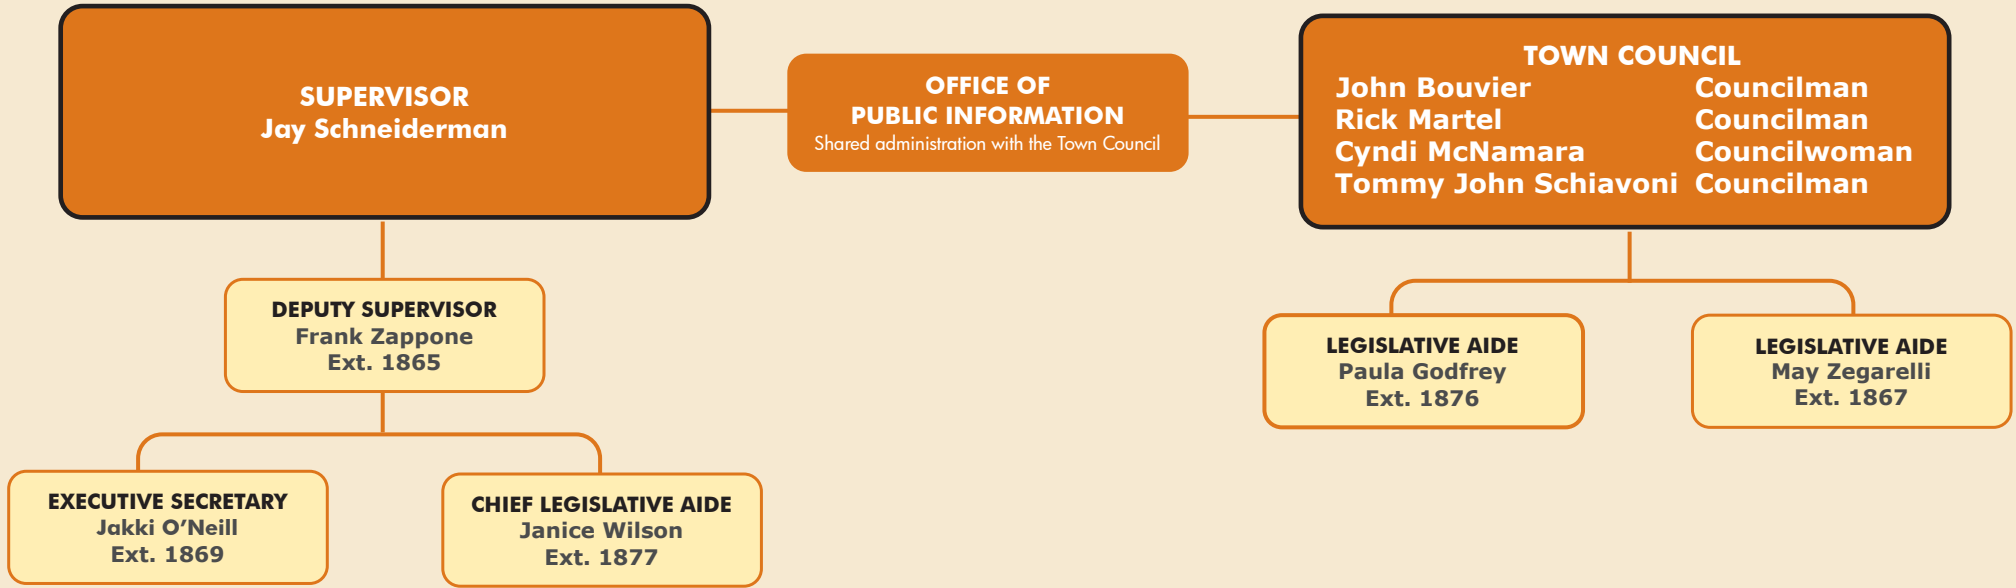 SUPERVISOR
Jay Schneiderman
OFFICE OF
PUBLIC INFORMATION
Shared administration with the Town Council
TOWN COUNCIL
John Bouvier Councilman
Rick Martel Councilman
Cyndi McNamara Councilwoman
Tommy John Schiavoni Councilman
DEPUTY SUPERVISOR
Frank Zappone
Ext. 1865
LEGISLATIVE AIDE
Paula Godfrey
Ext. 1876
LEGISLATIVE AIDE
May Zegarelli
Ext. 1867
EXECUTIVE SECRETARY
Jakki O’Neill
Ext. 1869
CHIEF LEGISLATIVE AIDE
Janice Wilson
Ext. 1877